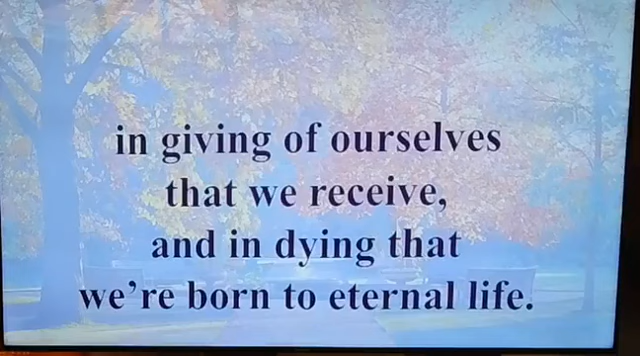 in giving of ourselves
that we receive,
and in dying that
we're born to eternal life.